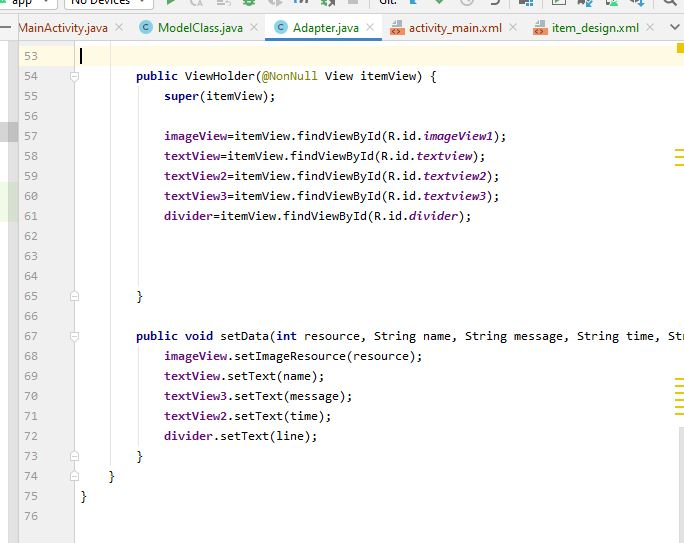 app No Devices Git:
MainActivity.java ModelClass.java Adapter.java activity_main.xml item_design.xml
53
54 public ViewHolder(@NonNull View itemView) {
55 super(itemView);
56
57 imageView=itemView.findViewById(R.id.imageView1);
58 textView=itemView.findViewById(R.id.textview);
59 textView2=itemView.findViewById(R.id.textview2);
60 textView3=itemView.findViewById(R.id.textview3);
61 divider=itemView.findViewById(R.id.divider);
62
63
64
65 }
66
67 public void setData(int resource, String name, String message, String time, St
68 imageView.setImageResource(resource);
69 textView.setText(name);
70 textView3.setText(message);
71 textView2.setText(time);
72 divider.setText(line);
73 }
74 }
75 }
76